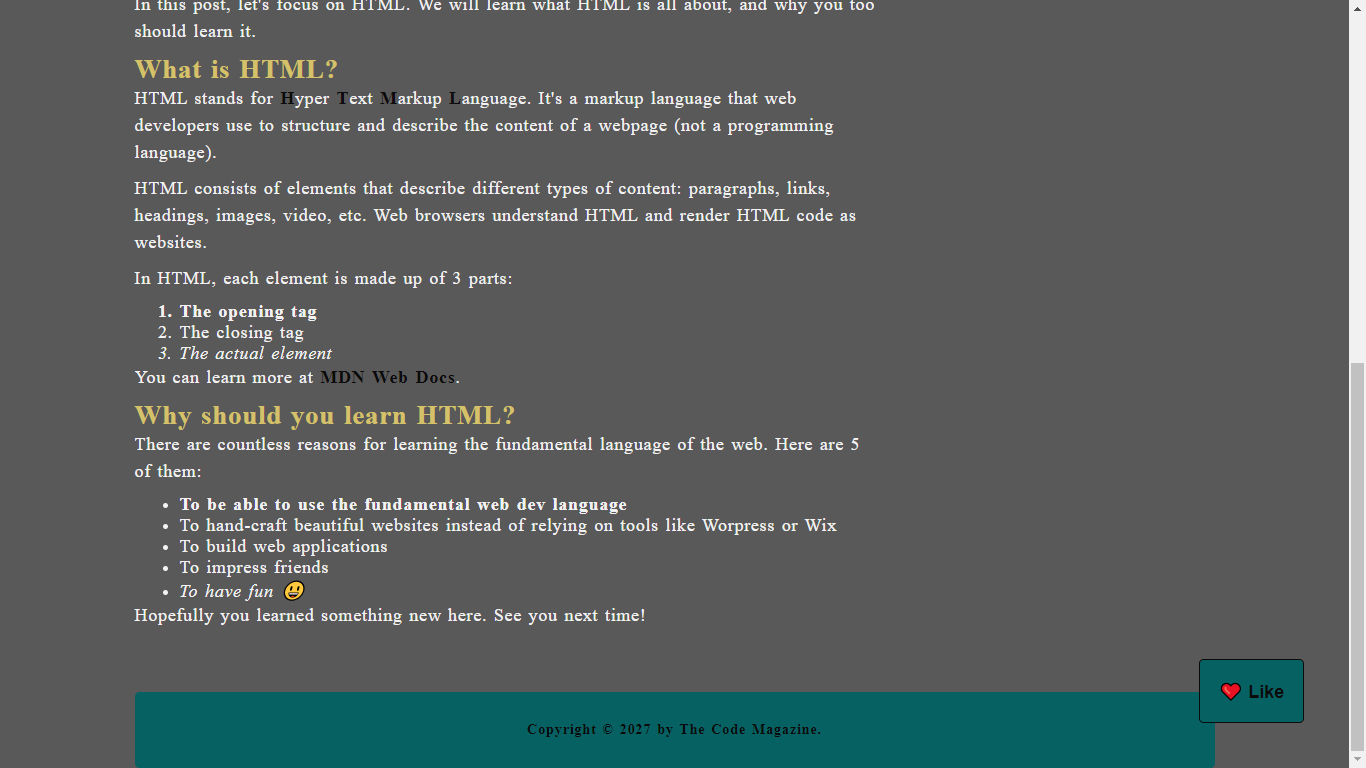 In this post, let's focus on HTML. We will learn what HTML is all about, and why you too
should learn it.
What is HTML?
HTML stands for Hyper Text Markup Language. It's a markup language that web
developers use to structure and describe the content of a webpage (not a programming
language).
HTML consists of elements that describe different types of content: paragraphs, links,
headings, images, video, etc. Web browsers understand HTML and render HTML code as
websites.
In HTML, each element is made up of 3 parts:
1. The opening tag
2. The closing tag
3. The actual element
You can learn more at MDN Web Docs.
Why should you learn HTML?
There are countless reasons for learning the fundamental language of the web. Here are 5
of them:
• To be able to use the fundamental web dev language
• To hand-craft beautiful websites instead of relying on tools like Worpress or Wix
• To build web applications
• To impress friends
• To have fun 😃
Hopefully you learned something new here. See you next time!
❤️ Like
Copyright © 2027 by The Code Magazine.